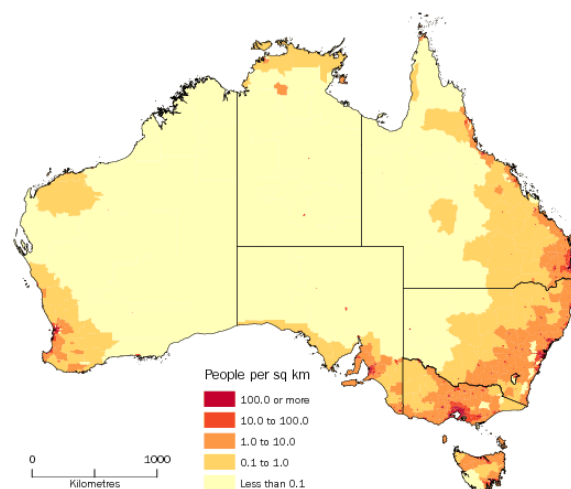 People per sq km
100.0 or more
10.0 to 100.0
1.0 to 10.0
0.1 to 1.0
Less than 0.1
0 1000
Kilometres